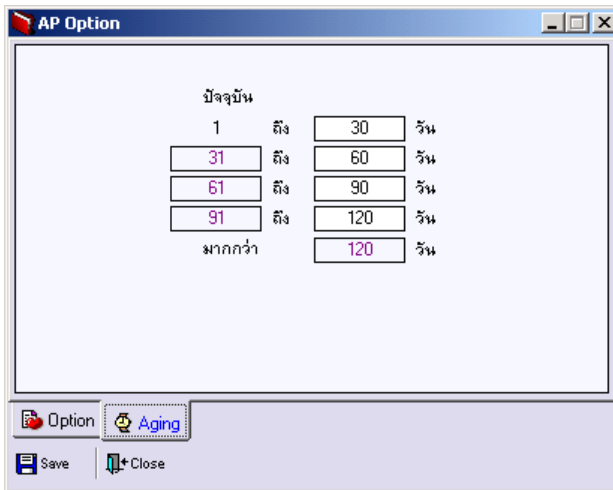 AP Option
ปัจจุบัน
1 ถึง 30 วัน
31 ถึง 60 วัน
61 ถึง 90 วัน
91 ถึง 120 วัน
มากกว่า 120 วัน
Option Aging
Save Close